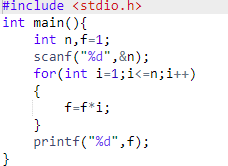 #include <stdio.h>
int main(){
    int n,f=1;
    scanf("%d",&n);
    for(int i=1;i<=n;i++)
    {
        f=f*i;
    }
    printf("%d",f);
}